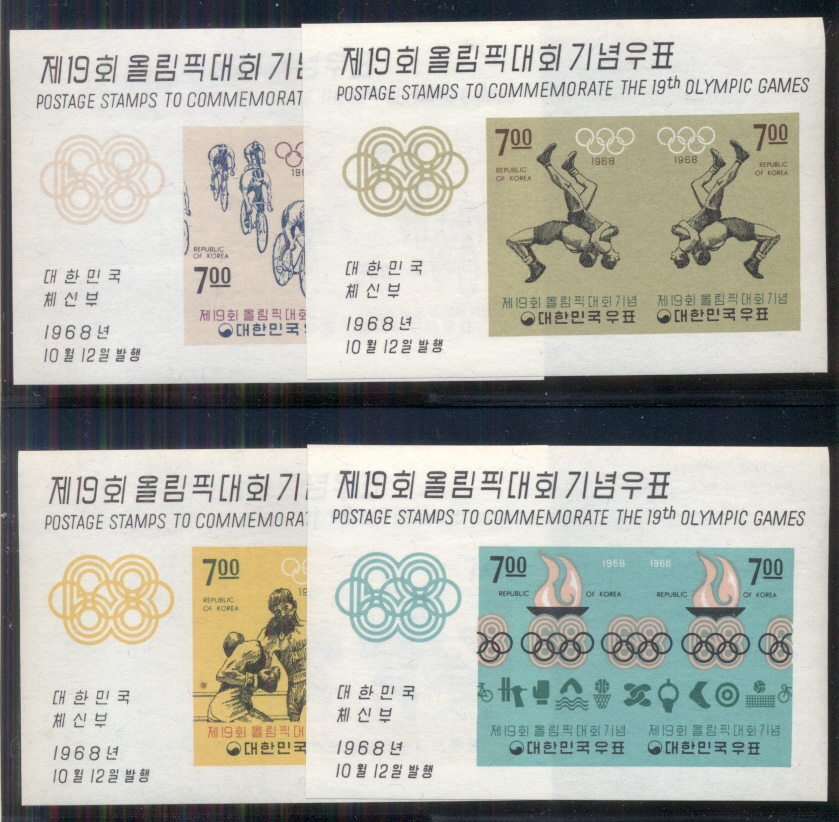 제19회 올림픽대회기
POSTAGE STAMPS TO COMMEMORAT
7.00
REPUBLIC
OF KOREA
제19회 올림픽대회
대한민국우
대 한 민 국
체 신 부
1968년
10월 12일 발행
제19회 올림픽대회 기념우표
POSTAGE STAMPS TO COMMEMORATE THE 19th OLYMPIC GAMES
7.00
1968
REPUBLIC
OF KOREA
1968
7.00
REPUBLIC
OF KOREA
제19회 올림픽대회기념
제19회 올림픽대회기념
대한민국우표
대한민국우표
대 한 민 국
체 신 부
1968년
10월 12일 발행
제19회 올림픽대회기
POSTAGE STAMPS TO COMMEMORA
7.00
REPUBLIC
OF KOREA
제19회 올림픽대
대한민국
대 한 민 국
체 신 부
1968년
10월 12일 발행
제19회 올림픽대회 기념우표
POSTAGE STAMPS TO COMMEMORATE THE 19th OLYMPIC GAMES
7.00
1968
1968
7.00
REPUBLIC OF KOREA
REPUBLIC OF KOREA
제19회 올림픽대회기념
제19회 올림픽대회기념
대한민국우표
대한민국우표
대 한 민 국
체 신 부
1968년
10월 12일 발행